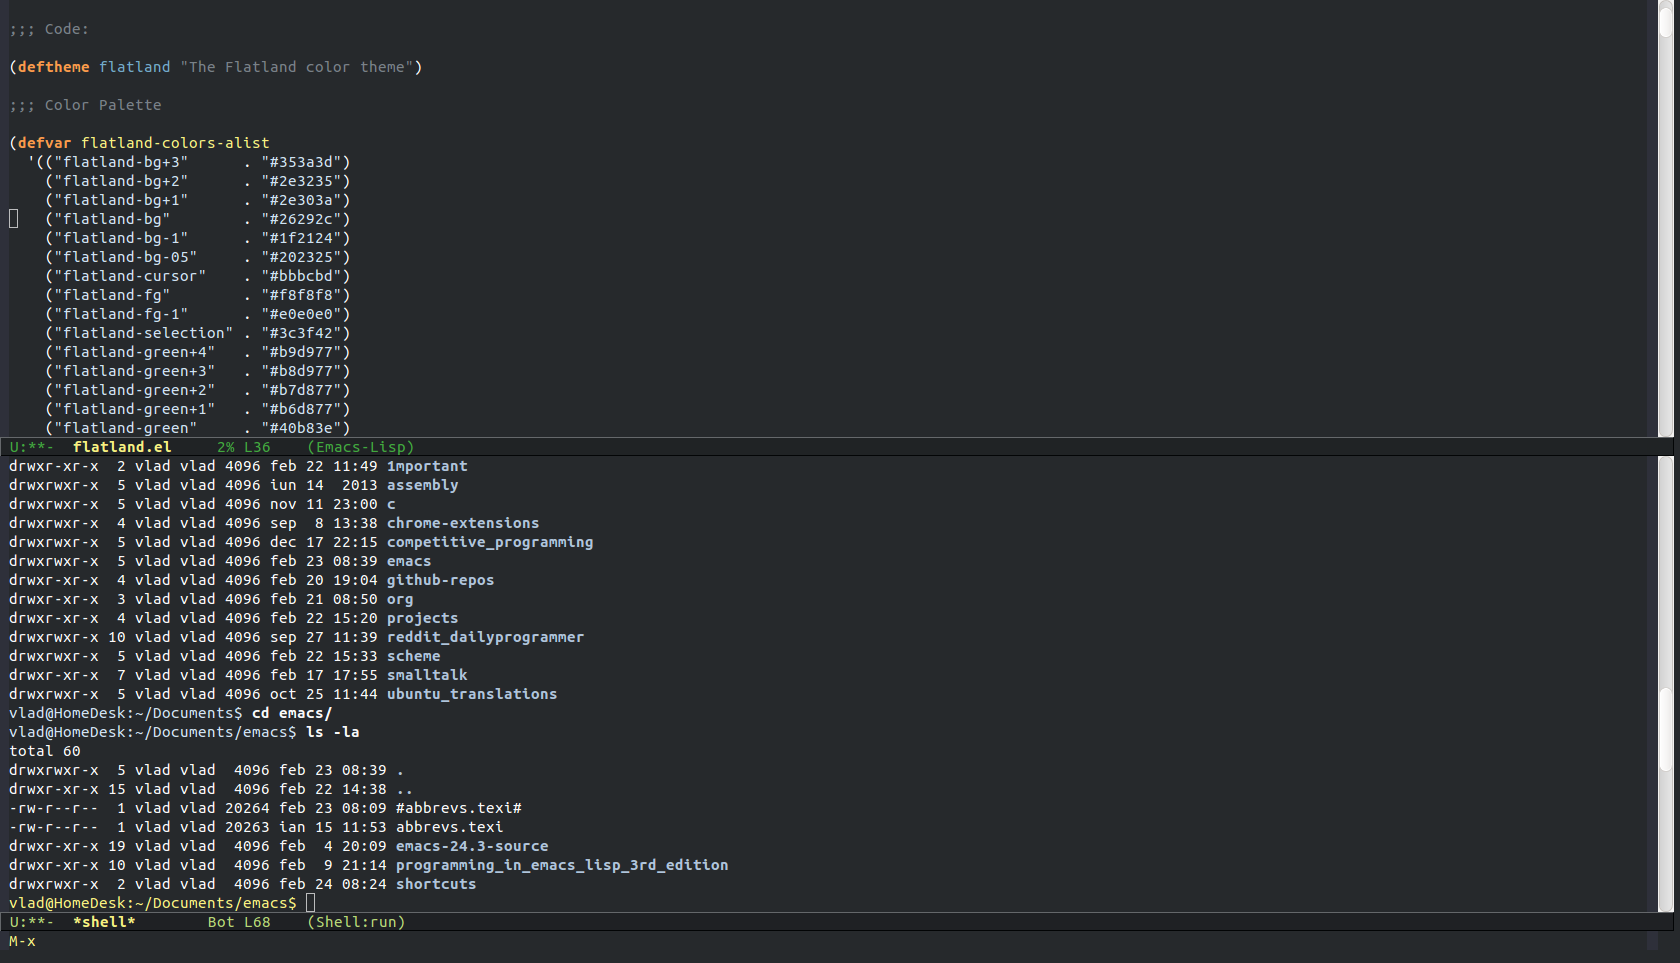 ;;; Code:
(deftheme flatland "The Flatland color theme")
;;; Color Palette
(defvar flatland-colors-alist
  '(("flatland-bg+3"      . "#353a3d")
    ("flatland-bg+2"      . "#2e3235")
    ("flatland-bg+1"      . "#2e303a")
    ("flatland-bg"        . "#26292c")
    ("flatland-bg-1"      . "#1f2124")
    ("flatland-bg-05"     . "#202325")
    ("flatland-cursor"    . "#bbbcbd")
    ("flatland-fg"        . "#f8f8f8")
    ("flatland-fg-1"      . "#e0e0e0")
    ("flatland-selection" . "#3c3f42")
    ("flatland-green+4"   . "#b9d977")
    ("flatland-green+3"   . "#b8d977")
    ("flatland-green+2"   . "#b7d877")
    ("flatland-green+1"   . "#b6d877")
    ("flatland-green"     . "#40b83e")
U:**-  flatland.el     2% L36    (Emacs-Lisp)
drwxr-xr-x  2 vlad vlad 4096 feb 22 11:49 1mportant
drwxrwxr-x  5 vlad vlad 4096 iun 14  2013 assembly
drwxrwxr-x  5 vlad vlad 4096 nov 11 23:00 c
drwxrwxr-x  4 vlad vlad 4096 sep  8 13:38 chrome-extensions
drwxrwxr-x  5 vlad vlad 4096 dec 17 22:15 competitive_programming
drwxrwxr-x  5 vlad vlad 4096 feb 23 08:39 emacs
drwxr-xr-x  4 vlad vlad 4096 feb 20 19:04 github-repos
drwxr-xr-x  3 vlad vlad 4096 feb 21 08:50 org
drwxr-xr-x  4 vlad vlad 4096 feb 22 15:20 projects
drwxrwxr-x 10 vlad vlad 4096 sep 27 11:39 reddit_dailyprogrammer
drwxrwxr-x  5 vlad vlad 4096 feb 22 15:33 scheme
drwxr-xr-x  7 vlad vlad 4096 feb 17 17:55 smalltalk
drwxrwxr-x  5 vlad vlad 4096 oct 25 11:44 ubuntu_translations
vlad@HomeDesk:~/Documents$ cd emacs/
vlad@HomeDesk:~/Documents/emacs$ ls -la
total 60
drwxrwxr-x  5 vlad vlad  4096 feb 23 08:39 .
drwxr-xr-x 15 vlad vlad  4096 feb 22 14:38 ..
-rw-r--r--  1 vlad vlad 20264 feb 23 08:09 #abbrevs.texi#
-rw-r--r--  1 vlad vlad 20263 ian 15 11:53 abbrevs.texi
drwxr-xr-x 19 vlad vlad  4096 feb  4 20:09 emacs-24.3-source
drwxr-xr-x 10 vlad vlad  4096 feb  9 21:14 programming_in_emacs_lisp_3rd_edition
drwxrwxr-x  2 vlad vlad  4096 feb 24 08:24 shortcuts
vlad@HomeDesk:~/Documents/emacs$
U:**-  *shell*        Bot L68    (Shell:run)
M-x